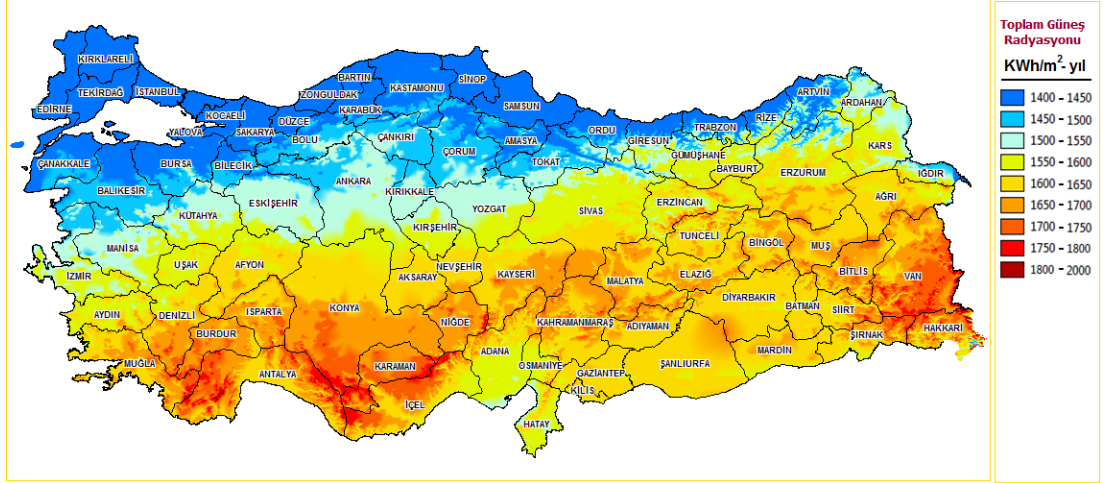 Toplam Güneş
Radyasyonu
KWh/m²- yıl
1400 - 1450
1450 - 1500
1500 - 1550
1550 - 1600
1600 - 1650
1650 - 1700
1700 - 1750
1750 - 1800
1800 - 2000
KIRKLARELİ
TEKİRDAĞ
İSTANBUL
EDİRNE
KOCAELİ
YALOVA
SAKARYA
DÜZCE
ZONGULDAK
BARTIN
KARABÜK
KASTAMONU
SİNOP
SAMSUN
BOLU
ÇANKIRI
ÇORUM
AMASYA
TOKAT
ORDU
GİRESUN
TRABZON
RİZE
ARTVİN
ARDAHAN
KARS
IĞDIR
GÜMÜŞHANE
BAYBURT
ERZURUM
AĞRI
ÇANAKKALE
BURSA
BİLECİK
BALIKESİR
KÜTAHYA
ESKİŞEHİR
ANKARA
KIRIKKALE
YOZGAT
KIRŞEHİR
SİVAS
ERZİNCAN
TUNCELİ
BİNGÖL
MUŞ
BİTLİS
VAN
MANİSA
İZMİR
UŞAK
AFYON
AKSARAY
NEVŞEHİR
KAYSERİ
MALATYA
ELAZIĞ
DİYARBAKIR
BATMAN
SİİRT
ŞIRNAK
HAKKARİ
AYDIN
DENİZLİ
ISPARTA
BURDUR
KONYA
NİĞDE
KAHRAMANMARAŞ
ADIYAMAN
ŞANLIURFA
MARDİN
MUĞLA
ANTALYA
KARAMAN
İÇEL
ADANA
OSMANİYE
GAZİANTEP
KİLİS
HATAY